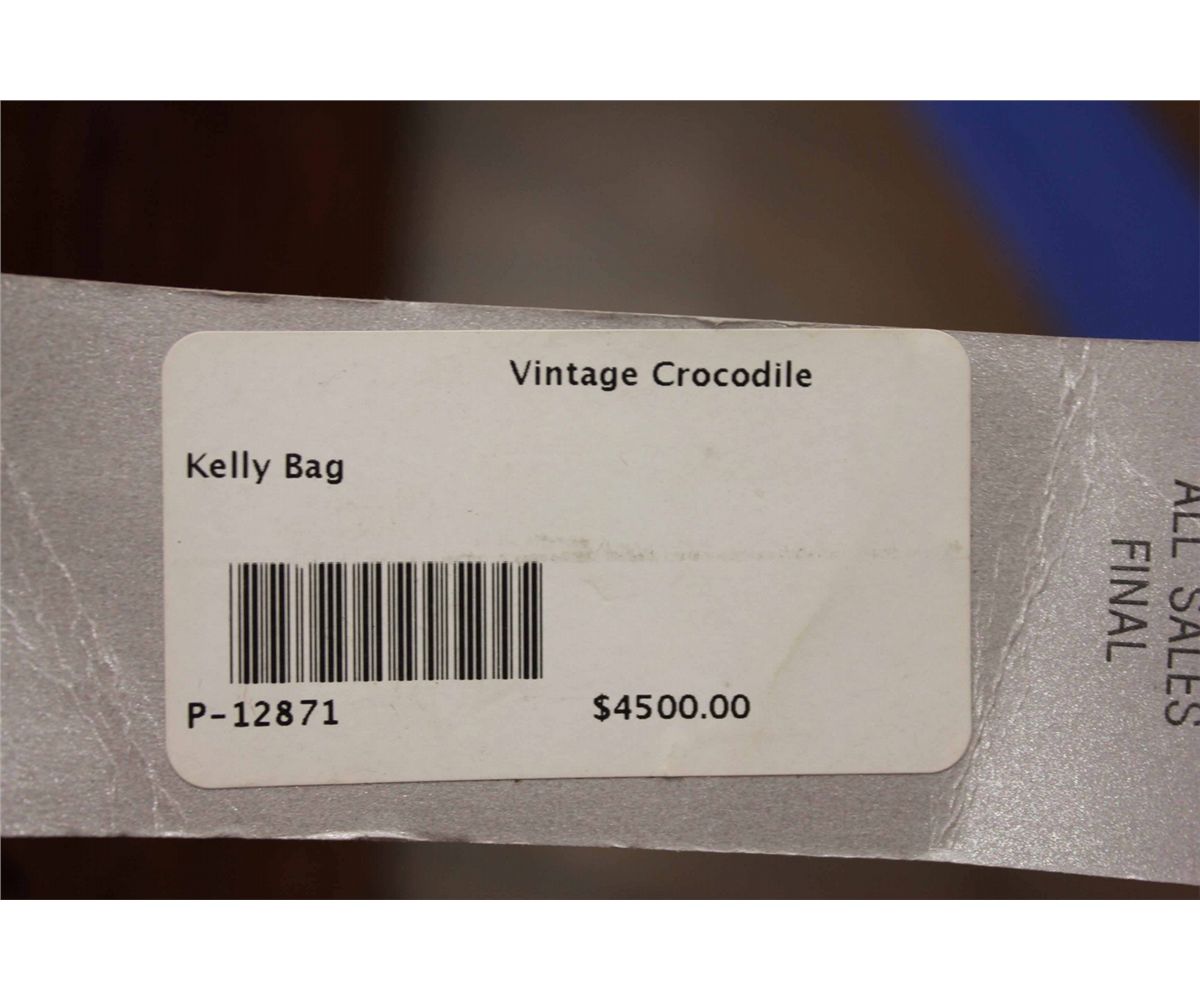 Vintage Crocodile
Kelly Bag
P-12871
$4500.00
ALL SALES
FINAL